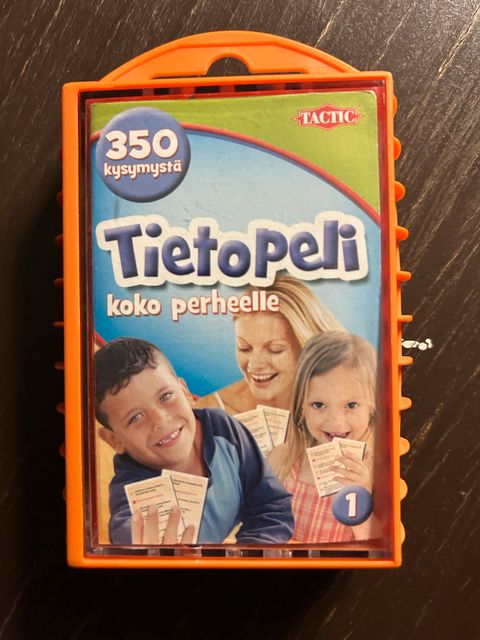 TACTIC
350
kysymystä
Tietopeli
koko perheelle
1